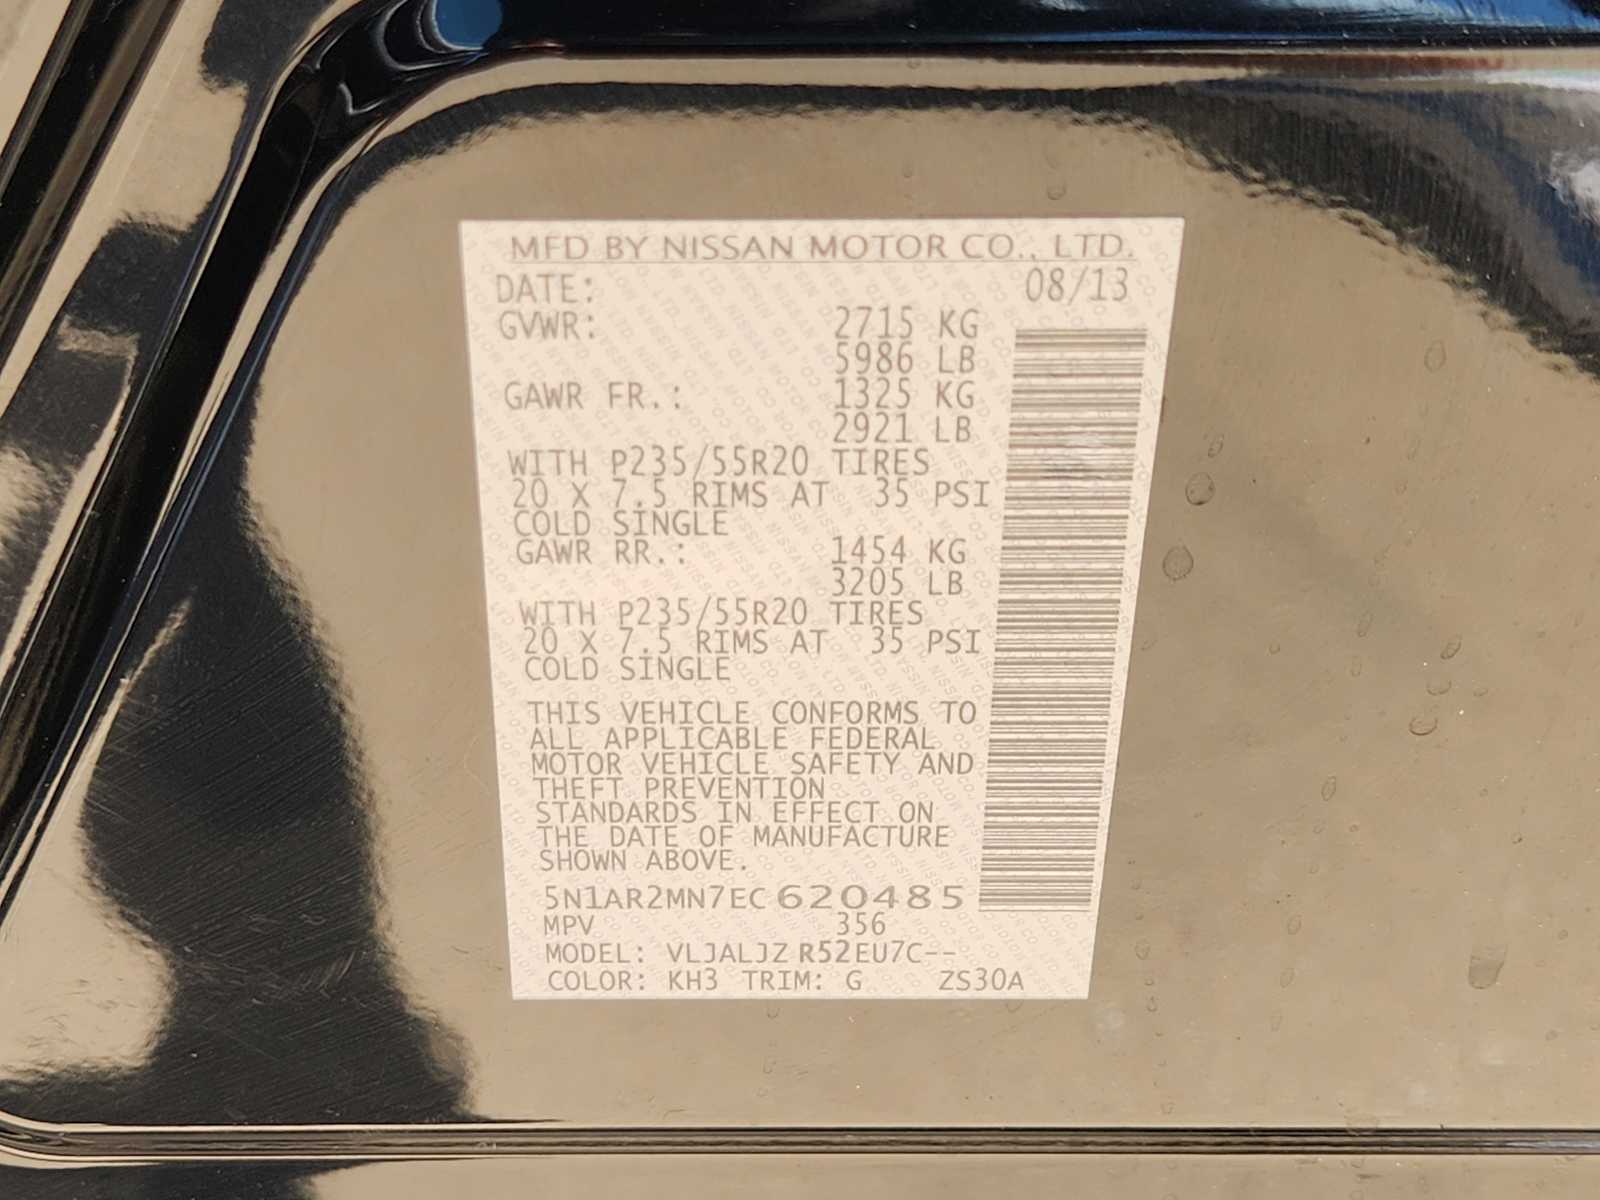 MFD BY NISSAN MOTOR CO., LTD.
DATE: 08/13
GVWR: 2715 KG
5986 LB
GAWR FR.: 1325 KG
2921 LB
WITH P235/55R20 TIRES
20 X 7.5 RIMS AT 35 PSI
COLD SINGLE
GAWR RR.: 1454 KG
3205 LB
WITH P235/55R20 TIRES
20 X 7.5 RIMS AT 35 PSI
COLD SINGLE
THIS VEHICLE CONFORMS TO
ALL APPLICABLE FEDERAL
MOTOR VEHICLE SAFETY AND
THEFT PREVENTION
STANDARDS IN EFFECT ON
THE DATE OF MANUFACTURE
SHOWN ABOVE.
5N1AR2MN7EC620485
MPV 356
MODEL: VLJALJZ R52EU7C--
COLOR: KH3 TRIM: G ZS30A